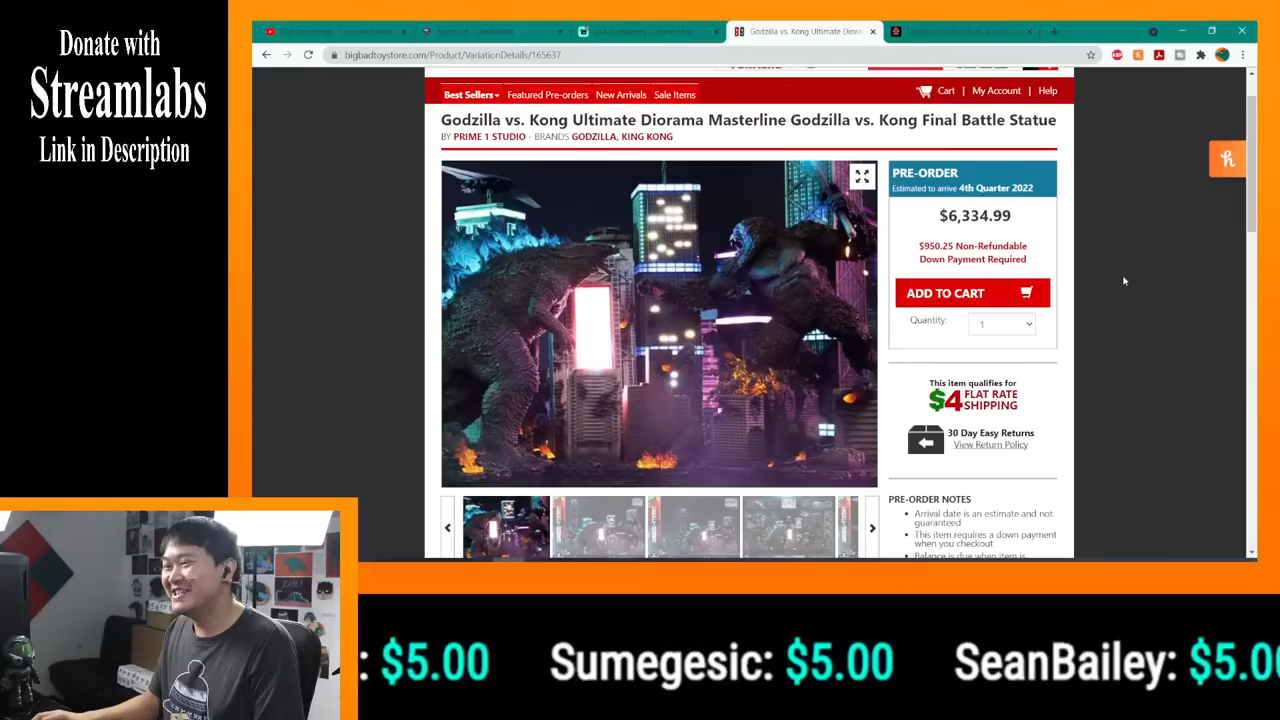 Donate with
Streamlabs
Link in Description
Godzilla vs. Kong Ultimate Diora
bigbadtoystore.com/Product/VariationDetails/165637
Best Sellers
Featured Pre-orders
New Arrivals
Sale Items
Cart
My Account
Help
Godzilla vs. Kong Ultimate Diorama Masterline Godzilla vs. Kong Final Battle Statue
BY PRIME 1 STUDIO - BRANDS GODZILLA, KING KONG
PRE-ORDER
Estimated to arrive 4th Quarter 2022
$6,334.99
$950.25 Non-Refundable
Down Payment Required
ADD TO CART
Quantity: 1
This item qualifies for
$4 FLAT RATE
SHIPPING
30 Day Easy Returns
View Return Policy
PRE-ORDER NOTES
Arrival date is an estimate and not
guaranteed
This item requires a down payment
when you checkout
Balance is due when item is
: $5.00 Sumegesic: $5.00 SeanBailey: $5.0